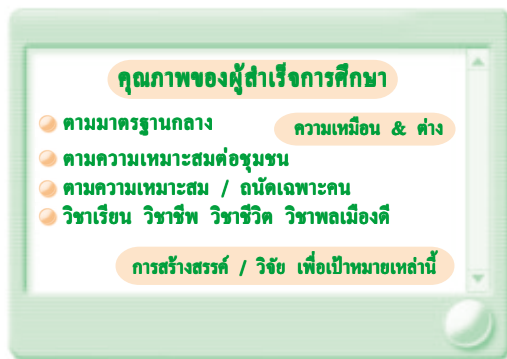 คุณภาพของผู้สำเร็จการศึกษา
ตามมาตรฐานกลาง
ความเหมือน & ต่าง
ตามความเหมาะสมต่อชุมชน
ตามความเหมาะสม / ถนัดเฉพาะคน
วิชาเรียน วิชาชีพ วิชาชีวิต วิชาพลเมืองดี
การสร้างสรรค์ / วิจัย เพื่อเป้าหมายเหล่านี้